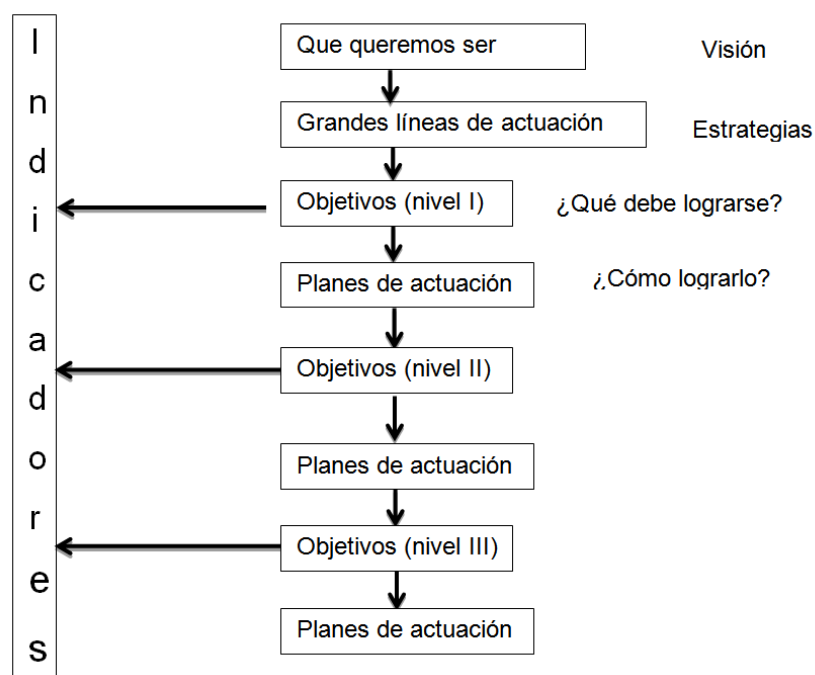 Indicadores
Que queremos ser
Visión
Grandes líneas de actuación
Estrategias
Objetivos (nivel I)
¿Qué debe lograrse?
Planes de actuación
¿Cómo lograrlo?
Objetivos (nivel II)
Planes de actuación
Objetivos (nivel III)
Planes de actuación